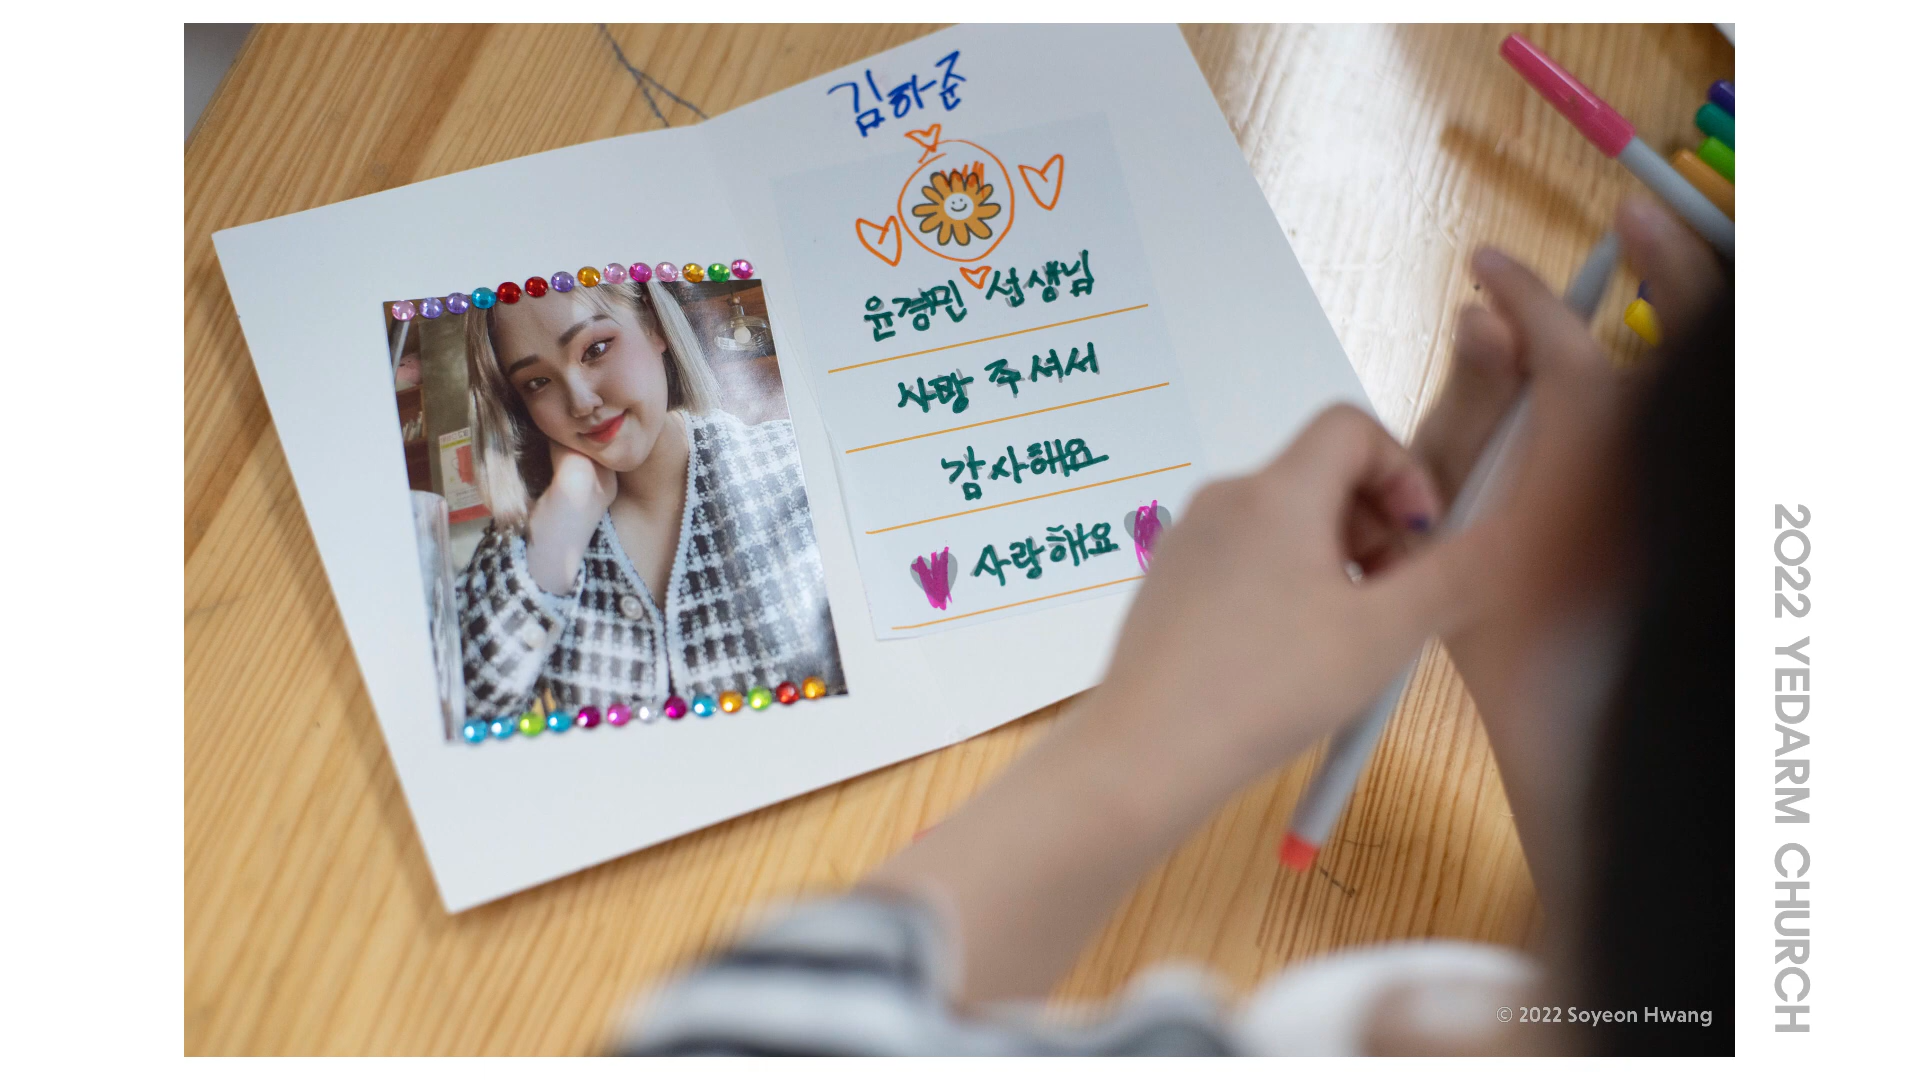 김하준
윤경민 선생님
사랑 주셔서
감사해요
사랑해요
2022 YEDARM CHURCH
© 2022 Soyeon Hwang